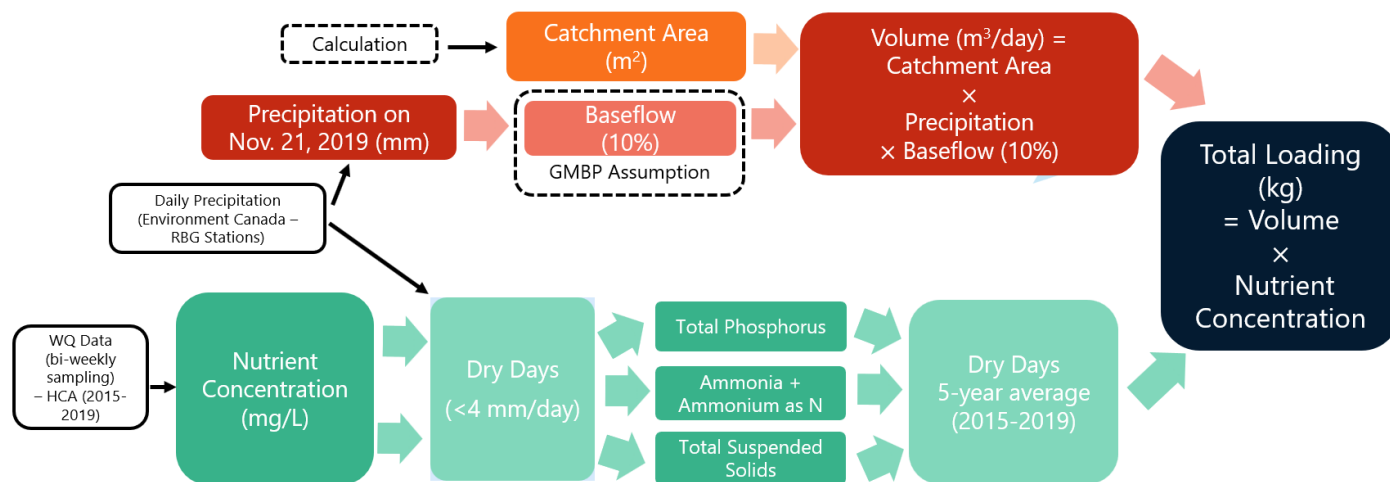 Calculation
Catchment Area
(m²)
Volume (m³/day) =
Catchment Area
×
Precipitation
× Baseflow (10%)
Precipitation on
Nov. 21, 2019 (mm)
Baseflow
(10%)
GMBP Assumption
Total Loading
(kg)
= Volume
×
Nutrient
Concentration
Daily Precipitation
(Environment Canada –
RBG Stations)
WQ Data
(bi-weekly
sampling)
– HCA (2015-
2019)
Nutrient
Concentration
(mg/L)
Dry Days
(<4 mm/day)
Total Phosphorus
Ammonia +
Ammonium as N
Total Suspended
Solids
Dry Days
5-year average
(2015-2019)